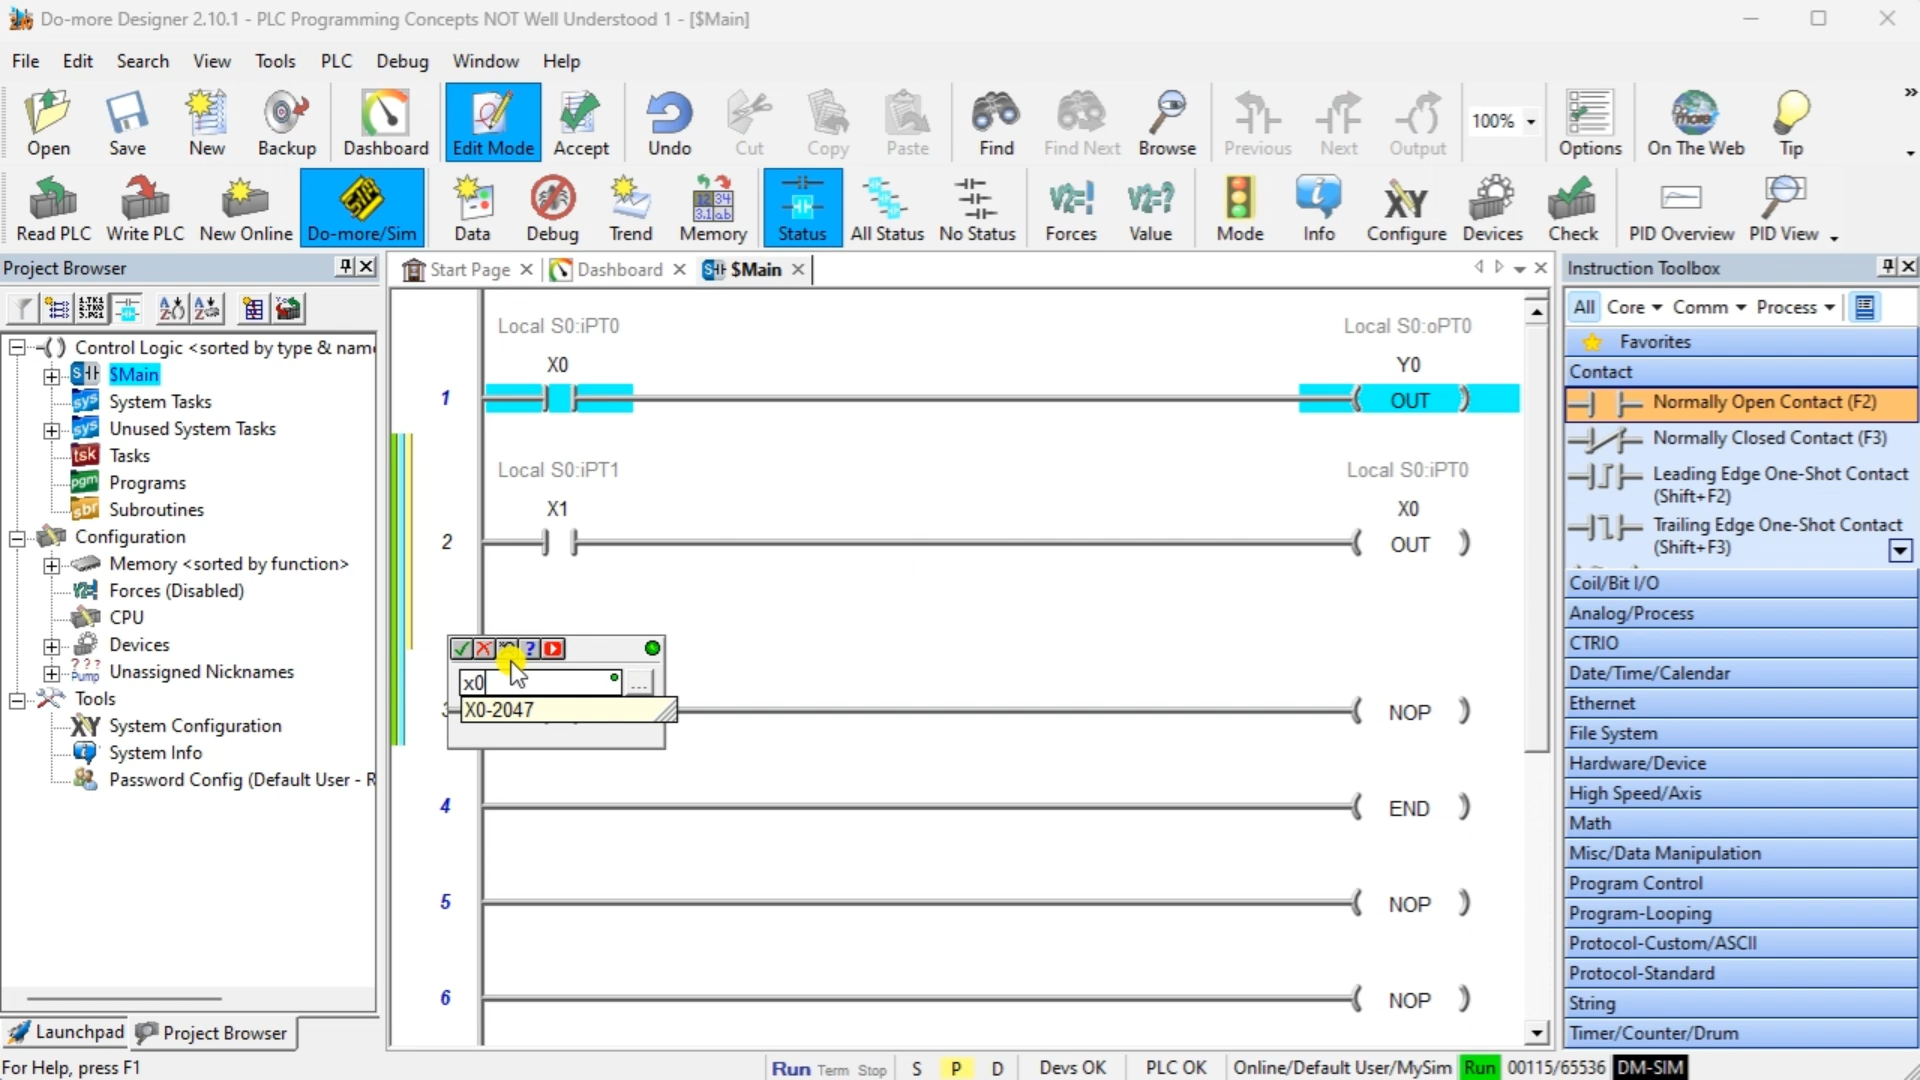 Do-more Designer 2.10.1 - PLC Programming Concepts NOT Well Understood 1 - [$Main]
File Edit Search View Tools PLC Debug Window Help
Open Save New Backup Dashboard Edit Mode Accept Undo Cut Copy Paste Find Find Next Browse Previous Next Output 100% Options On The Web Tip
Read PLC Write PLC New Online Do-more/Sim Data Debug Trend Memory Status All Status No Status Forces Value Mode Info Configure Devices Check PID Overview PID View
Project Browser
Start Page Dashboard $Main
Instruction Toolbox
All Core Comm Process
Control Logic <sorted by type & nam
$Main
System Tasks
Unused System Tasks
Tasks
Programs
Subroutines
Configuration
Memory <sorted by function>
Forces (Disabled)
CPU
Devices
Unassigned Nicknames
Tools
System Configuration
System Info
Password Config (Default User - R
Launchpad Project Browser
Local S0:iPT0 Local S0:oPT0
X0 Y0
1 OUT
Local S0:iPT1 Local S0:iPT0
X1 X0
2 OUT
x0
X0-2047
3 NOP
4 END
5 NOP
6 NOP
Favorites
Contact
Normally Open Contact (F2)
Normally Closed Contact (F3)
Leading Edge One-Shot Contact
(Shift+F2)
Trailing Edge One-Shot Contact
(Shift+F3)
Coil/Bit I/O
Analog/Process
CTRIO
Date/Time/Calendar
Ethernet
File System
Hardware/Device
High Speed/Axis
Math
Misc/Data Manipulation
Program Control
Program-Looping
Protocol-Custom/ASCII
Protocol-Standard
String
Timer/Counter/Drum
For Help, press F1 Run Term Stop S P D Devs OK PLC OK Online/Default User/MySim Run 00115/65536 DM-SIM